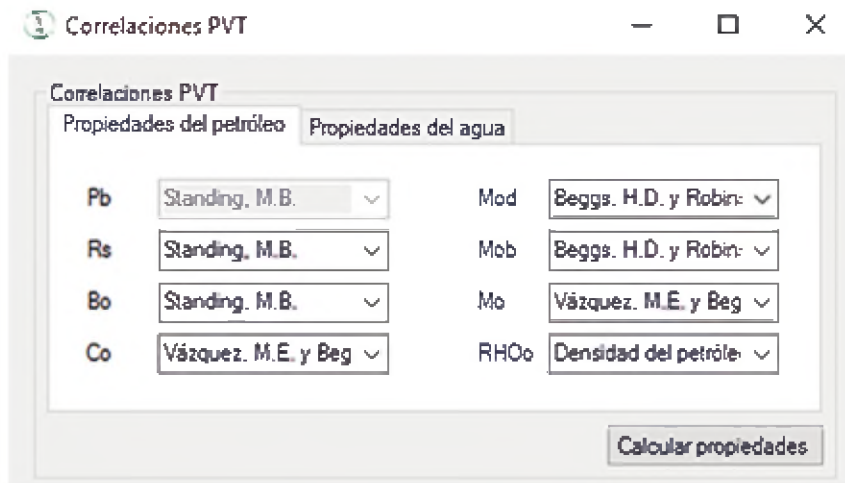 Correlaciones PVT
Correlaciones PVT
Propiedades del petróleo Propiedades del agua
Pb Standing, M.B. Mod Beggs. H.D. y Robin
Rs Standing, M.B. Mob Beggs. H.D. y Robin
Bo Standing, M.B. Mo Vázquez. M.E. y Beg
Co Vázquez. M.E. y Beg RHOo Densidad del petróle
Calcular propiedades